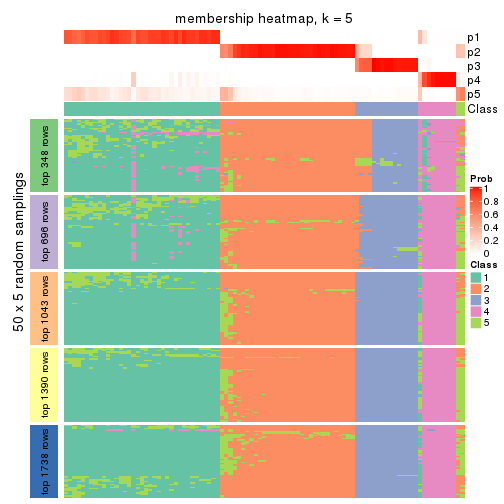 membership heatmap, k = 5
p1
p2
p3
p4
p5
Class
50 x 5 random samplings
top 348 rows
top 696 rows
top 1043 rows
top 1390 rows
top 1738 rows
Prob
1
0.8
0.6
0.4
0.2
0
Class
1
2
3
4
5